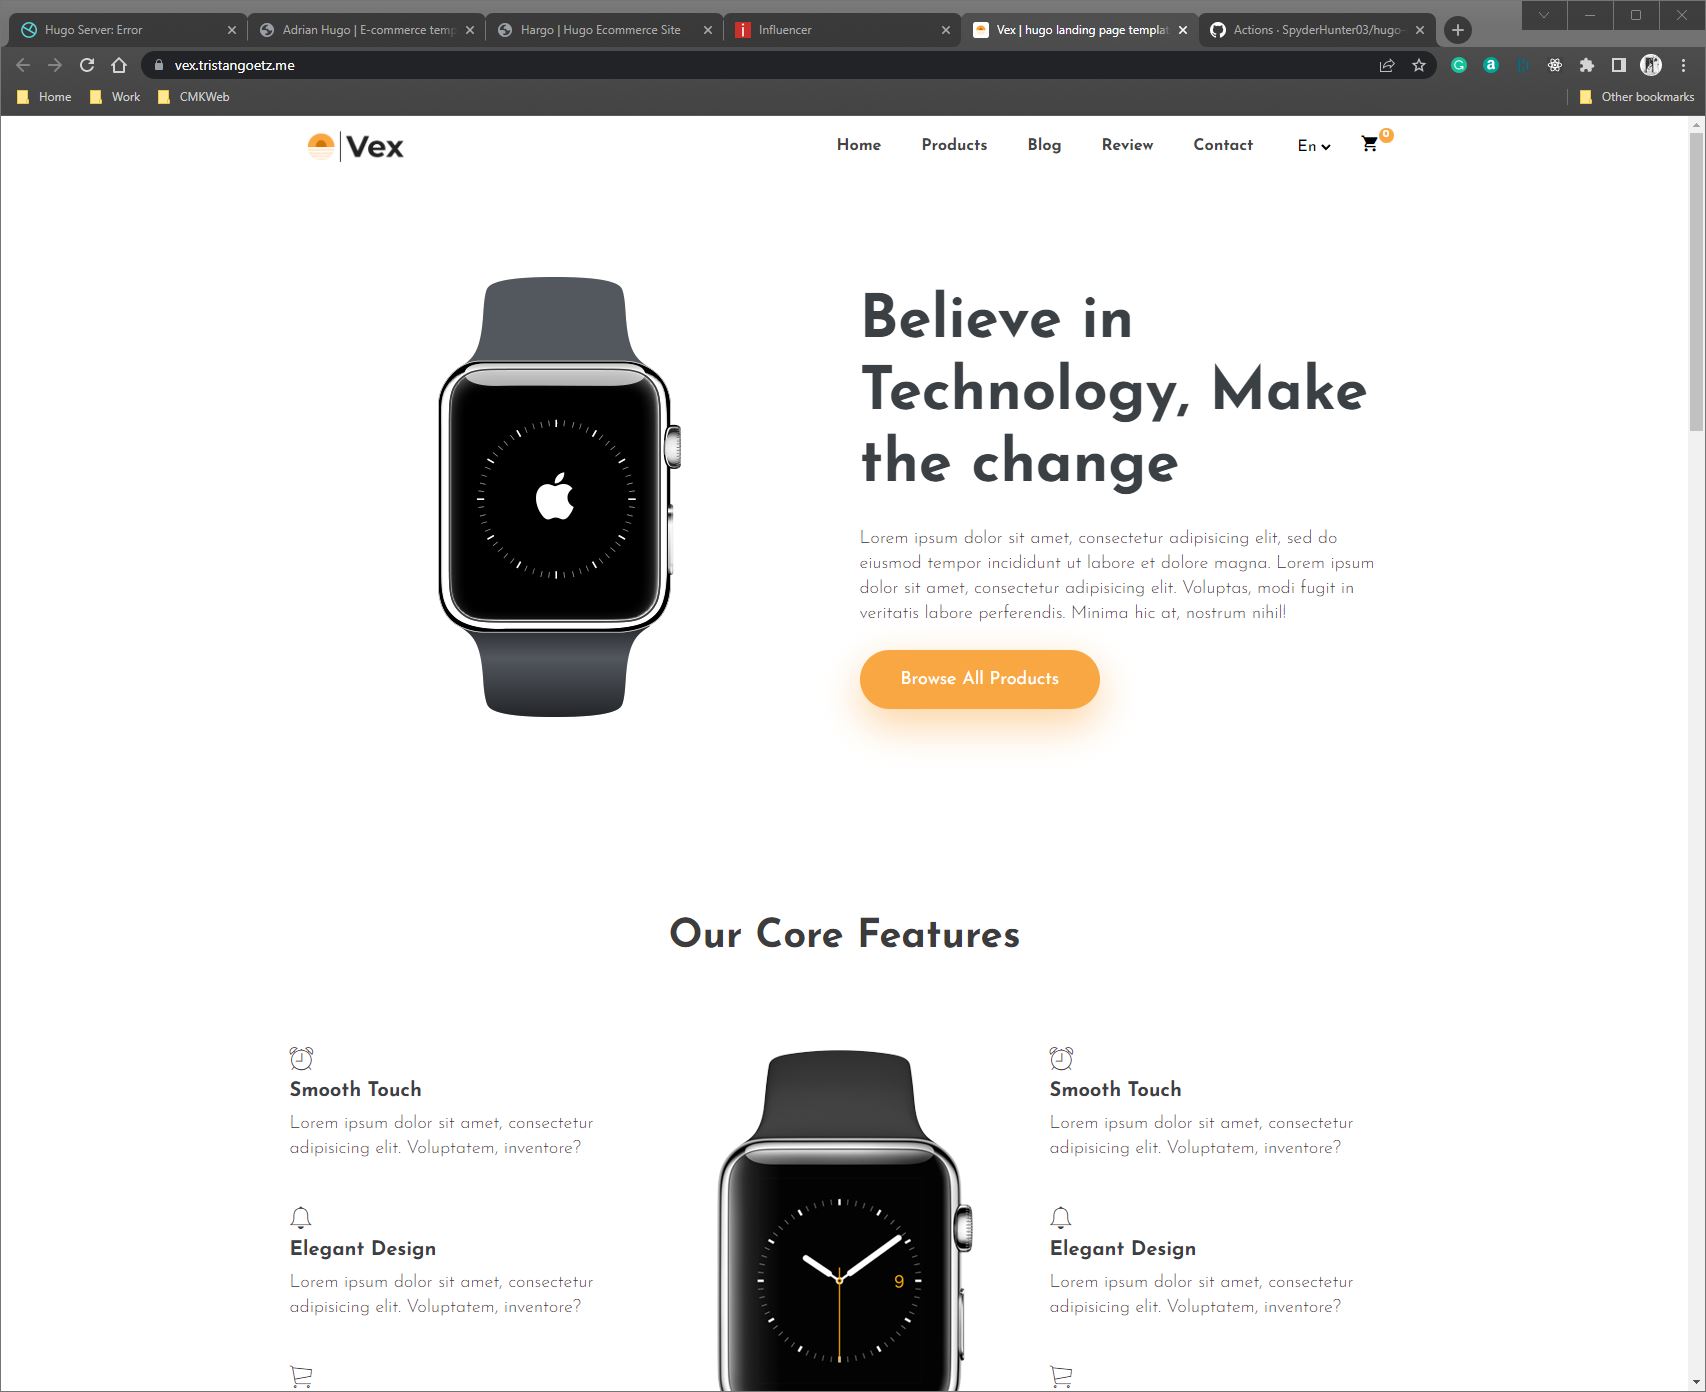 Hugo Server: Error
Adrian Hugo | E-commerce temp
Hargo | Hugo Ecommerce Site
Influencer
Vex | hugo landing page templat
Actions · SpyderHunter03/hugo-
vex.tristangoetz.me
Home
Work
CMKWeb
Other bookmarks
Vex
Home
Products
Blog
Review
Contact
En
0
Believe in
Technology, Make
the change
Lorem ipsum dolor sit amet, consectetur adipisicing elit, sed do
eiusmod tempor incididunt ut labore et dolore magna. Lorem ipsum
dolor sit amet, consectetur adipisicing elit. Voluptas, modi fugit in
veritatis labore perferendis. Minima hic at, nostrum nihil!
Browse All Products
Our Core Features
Smooth Touch
Lorem ipsum dolor sit amet, consectetur
adipisicing elit. Voluptatem, inventore?
Elegant Design
Lorem ipsum dolor sit amet, consectetur
adipisicing elit. Voluptatem, inventore?
9
Smooth Touch
Lorem ipsum dolor sit amet, consectetur
adipisicing elit. Voluptatem, inventore?
Elegant Design
Lorem ipsum dolor sit amet, consectetur
adipisicing elit. Voluptatem, inventore?